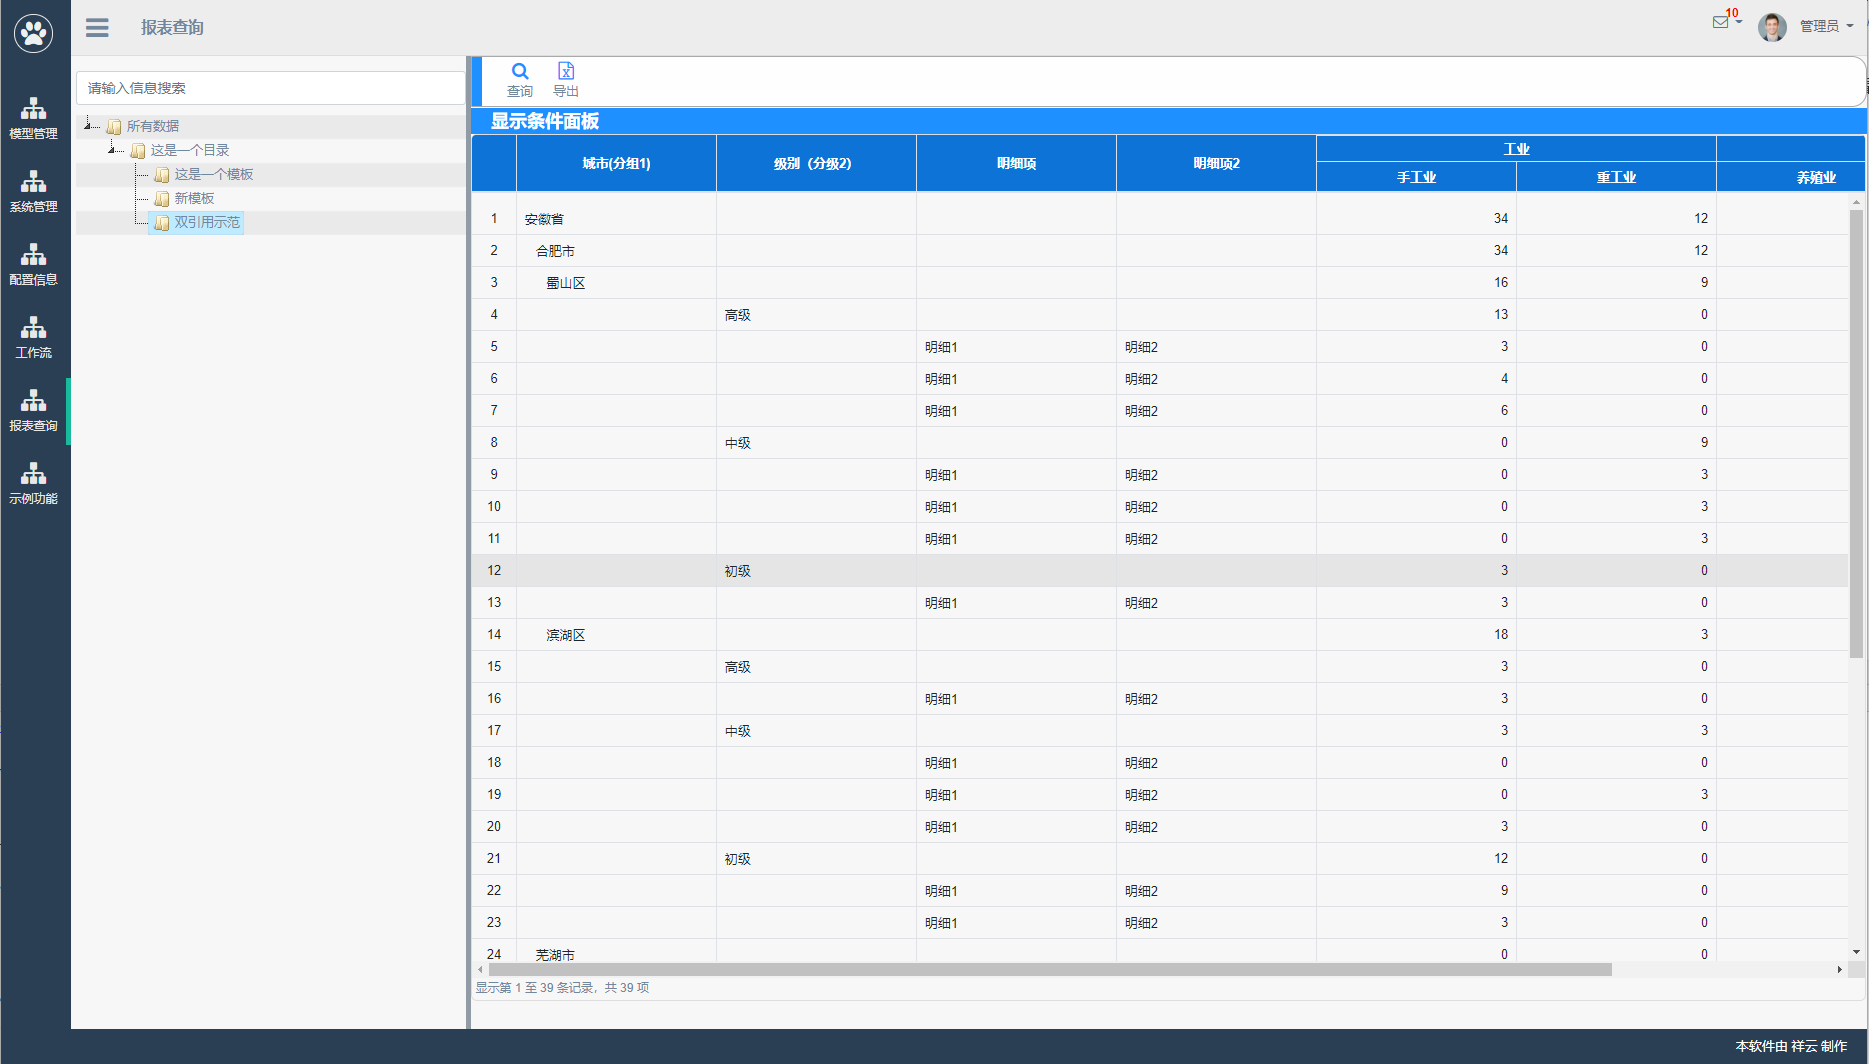 报表查询
10
管理员
模型管理
系统管理
配置信息
工作流
报表查询
示例功能
请输入信息搜索
所有数据
这是一个目录
这是一个模板
新模板
双引用示范
查询 导出
显示条件面板
城市(分组1) 级别（分级2） 明细项 明细项2 工业
手工业 重工业 养殖业
1 安徽省 34 12
2 合肥市 34 12
3 蜀山区 16 9
4 高级 13 0
5 明细1 明细2 3 0
6 明细1 明细2 4 0
7 明细1 明细2 6 0
8 中级 0 9
9 明细1 明细2 0 3
10 明细1 明细2 0 3
11 明细1 明细2 0 3
12 初级 3 0
13 明细1 明细2 3 0
14 滨湖区 18 3
15 高级 3 0
16 明细1 明细2 3 0
17 中级 3 3
18 明细1 明细2 0 0
19 明细1 明细2 0 3
20 明细1 明细2 3 0
21 初级 12 0
22 明细1 明细2 9 0
23 明细1 明细2 3 0
24 芜湖市 0 0
显示第 1 至 39 条记录，共 39 项
本软件由 祥云 制作